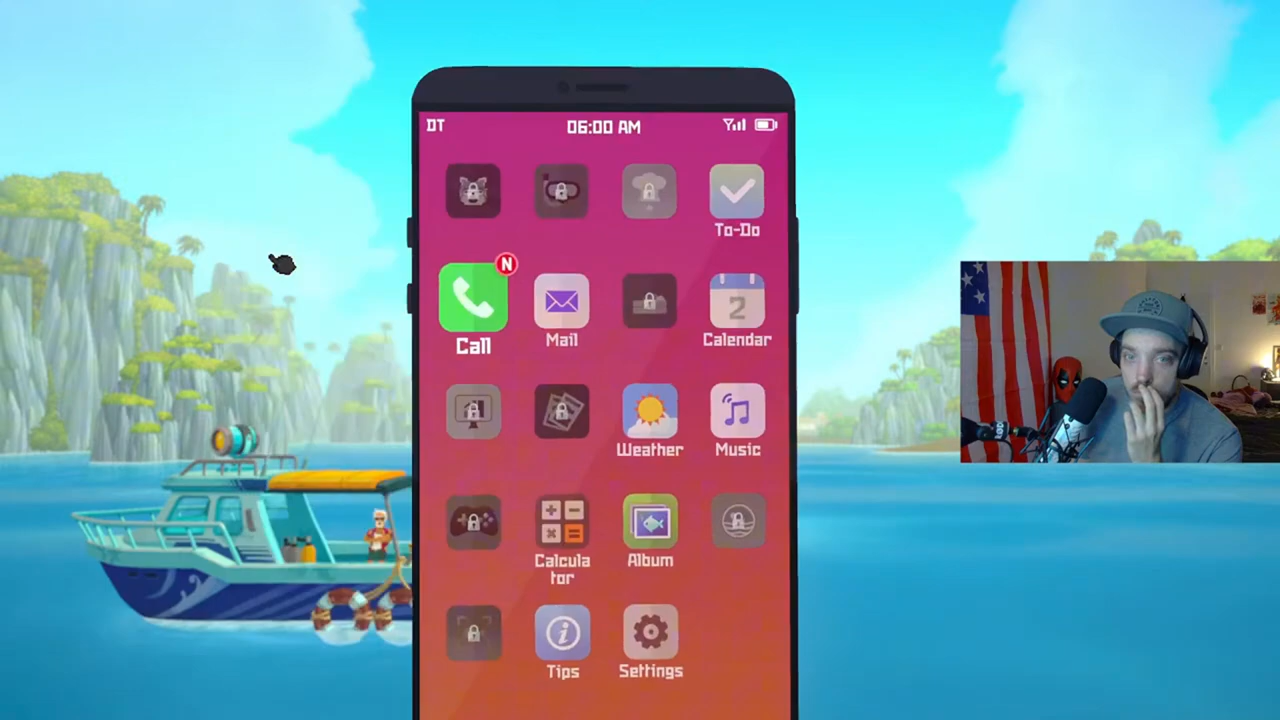 DT
06:00 AM
To-Do
N
Call
Mail
2
Calendar
Weather
Music
Calcula
tor
Album
Tips
Settings